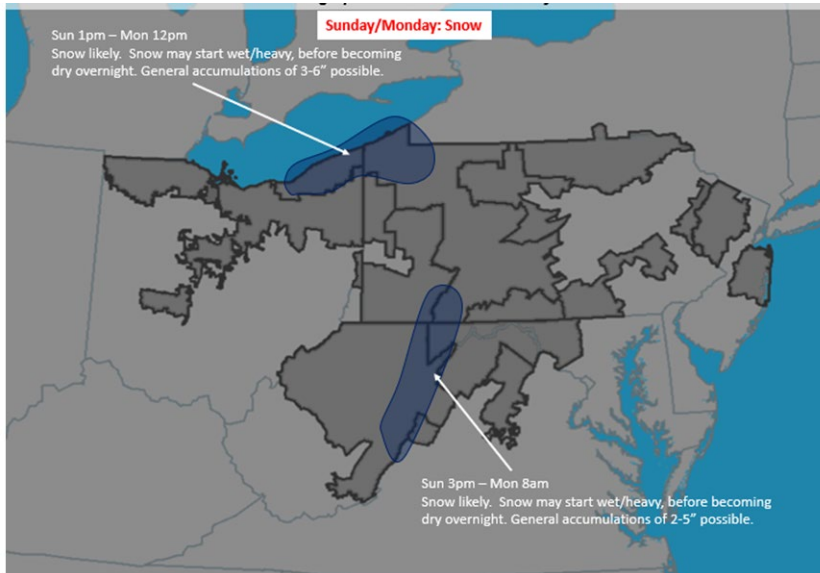 Sunday/Monday: Snow
Sun 1pm – Mon 12pm
Snow likely.  Snow may start wet/heavy, before becoming
dry overnight. General accumulations of 3-6” possible.
Sun 3pm – Mon 8am
Snow likely.  Snow may start wet/heavy, before becoming
dry overnight. General accumulations of 2-5” possible.